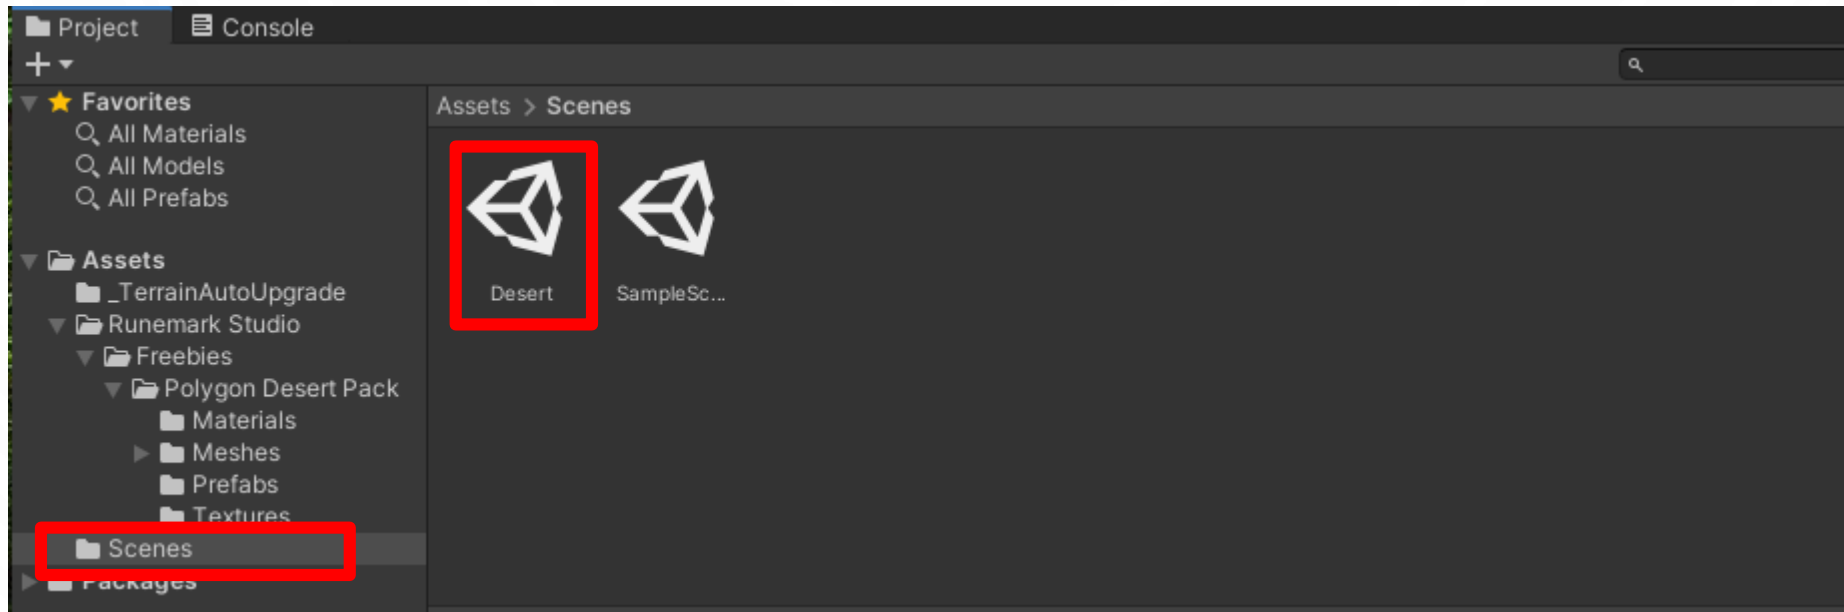 Project
Console
Favorites
All Materials
All Models
All Prefabs
Assets
_TerrainAutoUpgrade
Runemark Studio
Freebies
Polygon Desert Pack
Materials
Meshes
Prefabs
Textures
Scenes
Packages
Assets > Scenes
Desert
SampleSc...